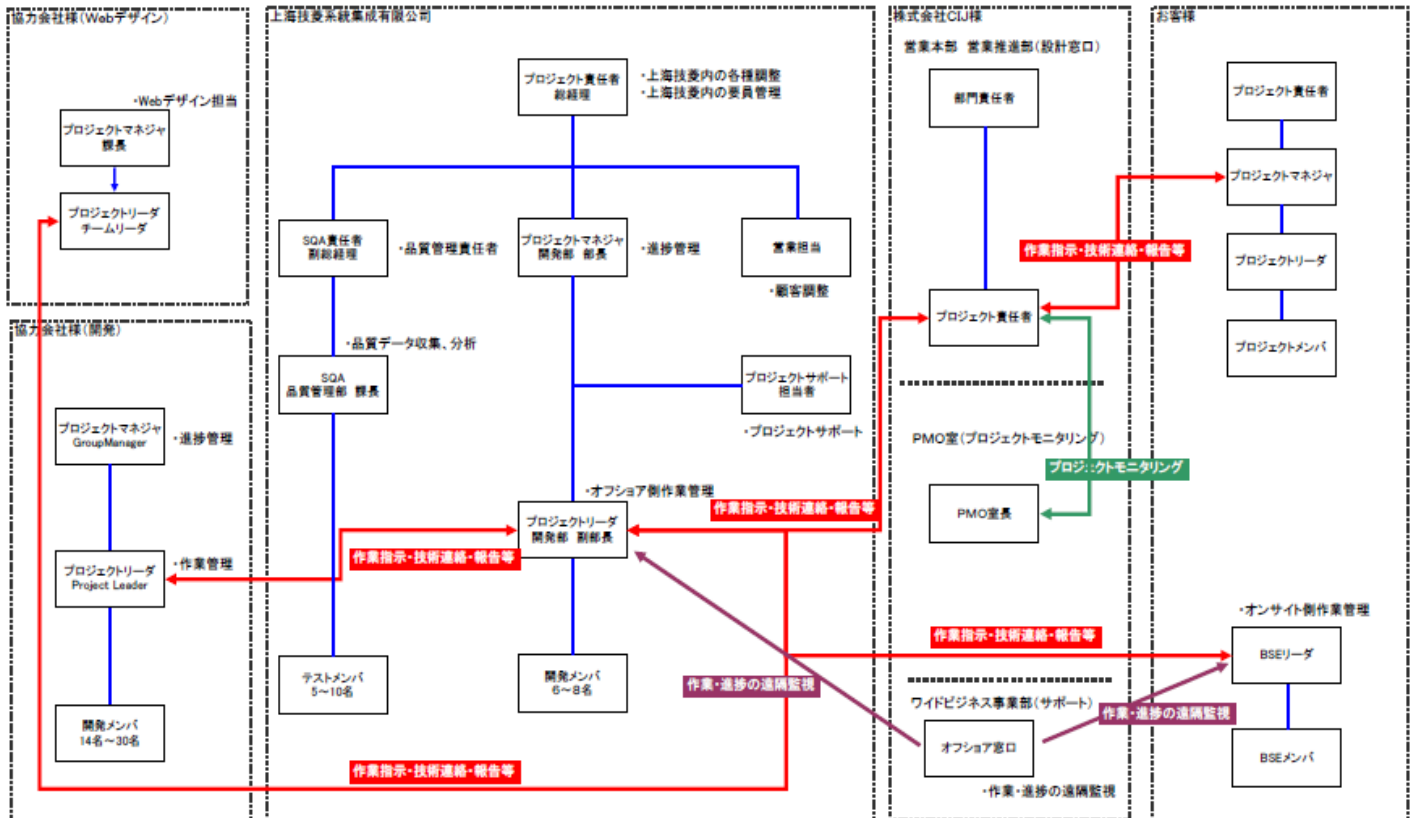 協力会社様(Webデザイン)
・Webデザイン担当
プロジェクトマネジャ
課長
プロジェクトリーダ
チームリーダ
協力会社様(開発)
プロジェクトマネジャ
GroupManager
・進捗管理
プロジェクトリーダ
Project Leader
・作業管理
開発メンバ
14名～30名
上海技菱系統集成有限公司
プロジェクト責任者
総経理
・上海技菱内の各種調整
・上海技菱内の要員管理
SQA責任者
副総経理
・品質管理責任者
プロジェクトマネジャ
開発部 部長
・進捗管理
営業担当
・顧客調整
・品質データ収集、分析
SQA
品質管理部 課長
プロジェクトサポート
担当者
・プロジェクトサポート
・オフショア側作業管理
プロジェクトリーダ
開発部 副部長
作業指示・技術連絡・報告等
作業指示・技術連絡・報告等
テストメンバ
5～10名
開発メンバ
6～8名
作業・進捗の遠隔監視
作業指示・技術連絡・報告等
株式会社CIJ様
営業本部 営業推進部(設計窓口)
部門責任者
プロジェクト責任者
作業指示・技術連絡・報告等
PMO室(プロジェクトモニタリング)
プロジェクトモニタリング
PMO室長
作業指示・技術連絡・報告等
ワイドビジネス事業部(サポート)
オフショア窓口
作業・進捗の遠隔監視
・作業・進捗の遠隔監視
お客様
プロジェクト責任者
プロジェクトマネジャ
プロジェクトリーダ
プロジェクトメンバ
・オンサイト側作業管理
BSEリーダ
BSEメンバ